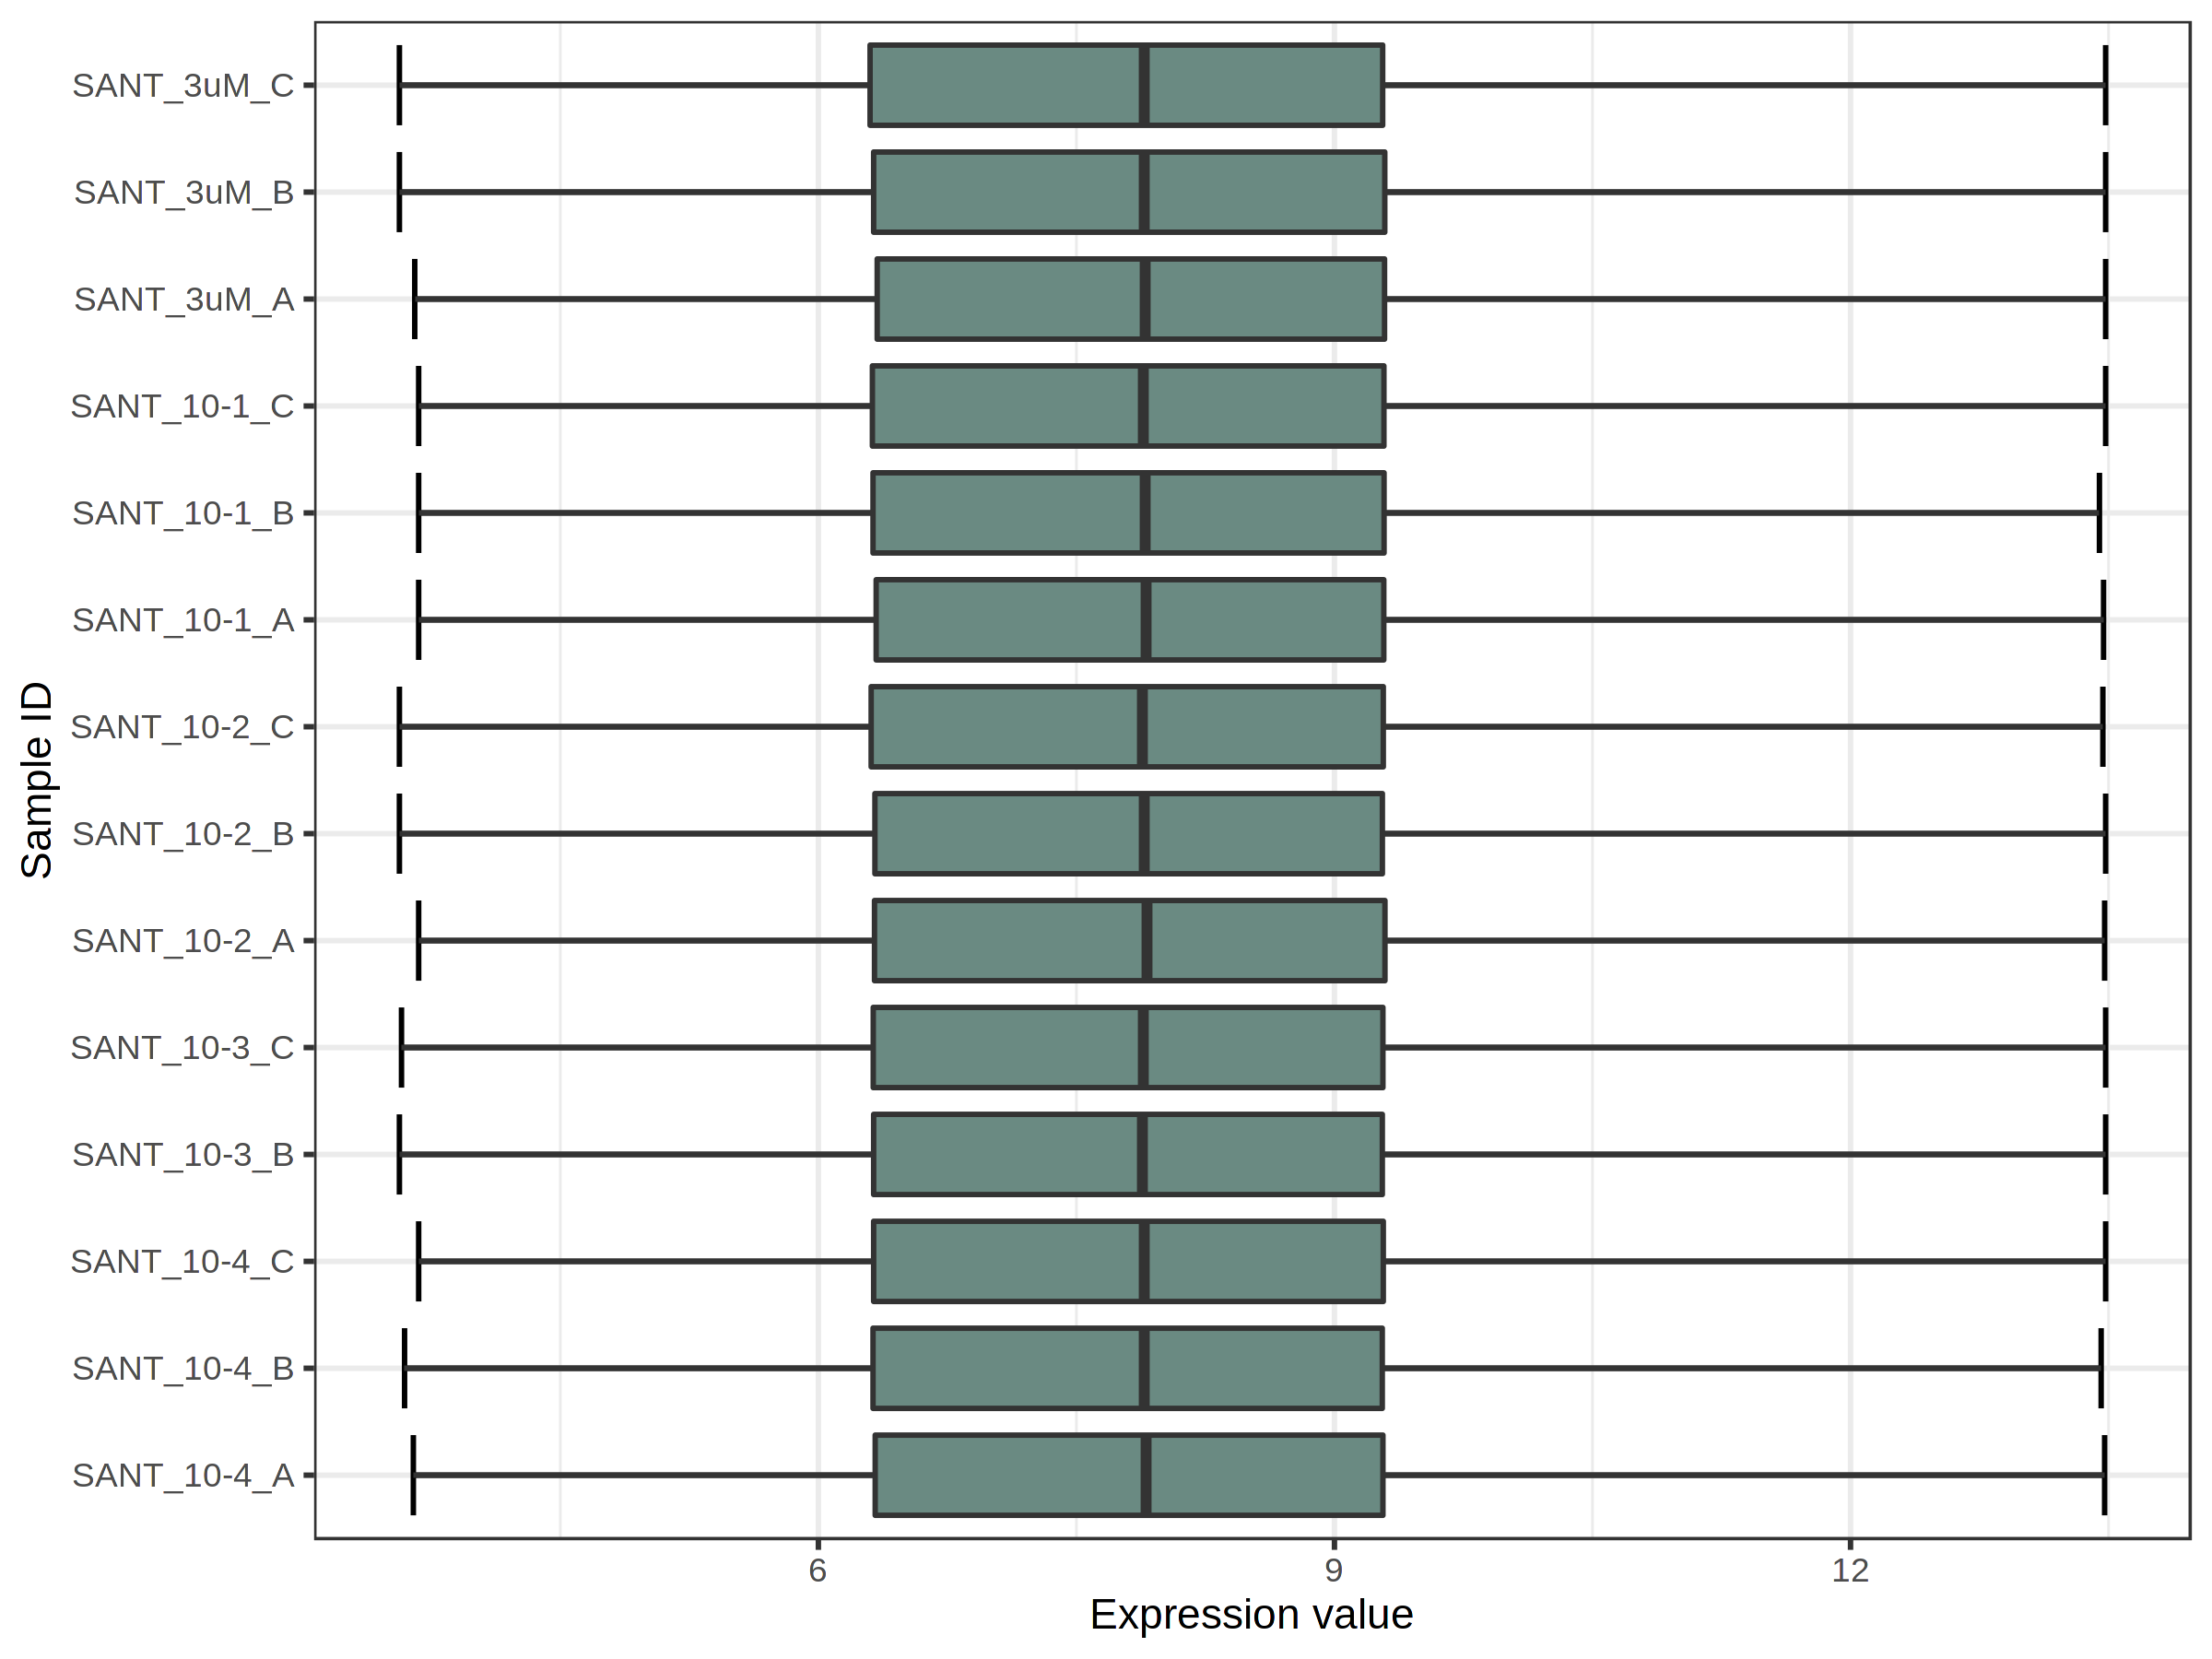 SANT_3uM_C
SANT_3uM_B
SANT_3uM_A
SANT_10-1_C
SANT_10-1_B
SANT_10-1_A
SANT_10-2_C
SANT_10-2_B
SANT_10-2_A
SANT_10-3_C
SANT_10-3_B
SANT_10-4_C
SANT_10-4_B
SANT_10-4_A
Sample ID
6 9 12
Expression value